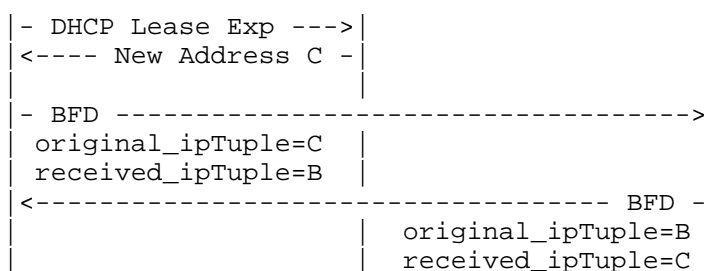 |- DHCP Lease Exp --->|
|<---- New Address C -|
|                     |
|- BFD ------------------------------------>
| original_ipTuple=C  |
| received_ipTuple=B  |
|<------------------------------------ BFD -
|                     |  original_ipTuple=B
|                     |  received_ipTuple=C